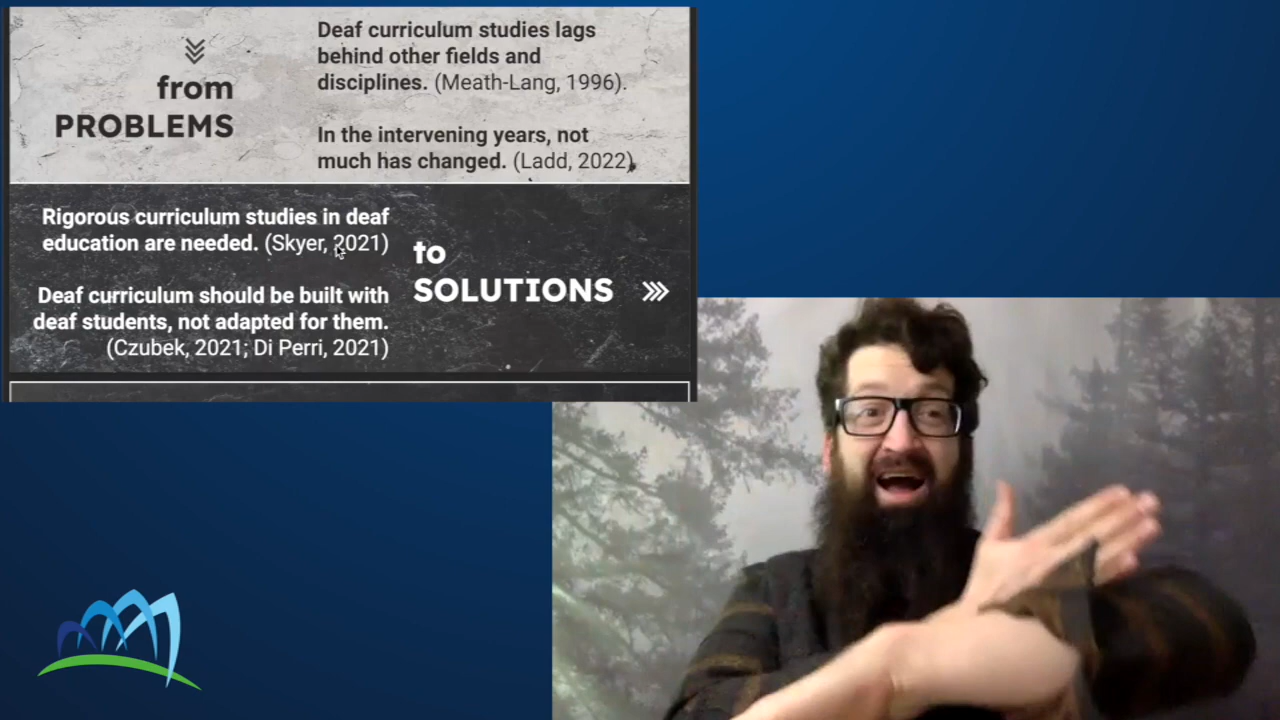 from
PROBLEMS
Deaf curriculum studies lags
behind other fields and
disciplines. (Meath-Lang, 1996).
In the intervening years, not
much has changed. (Ladd, 2022).
Rigorous curriculum studies in deaf
education are needed. (Skyer, 2021)
Deaf curriculum should be built with
deaf students, not adapted for them.
(Czubek, 2021; Di Perri, 2021)
to
SOLUTIONS